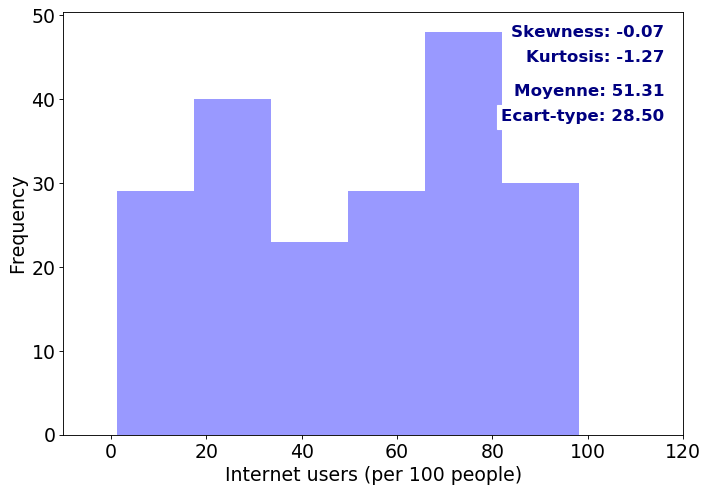 50
40
30
20
10
0
Frequency
Skewness: -0.07
Kurtosis: -1.27
Moyenne: 51.31
Ecart-type: 28.50
0 20 40 60 80 100 120
Internet users (per 100 people)